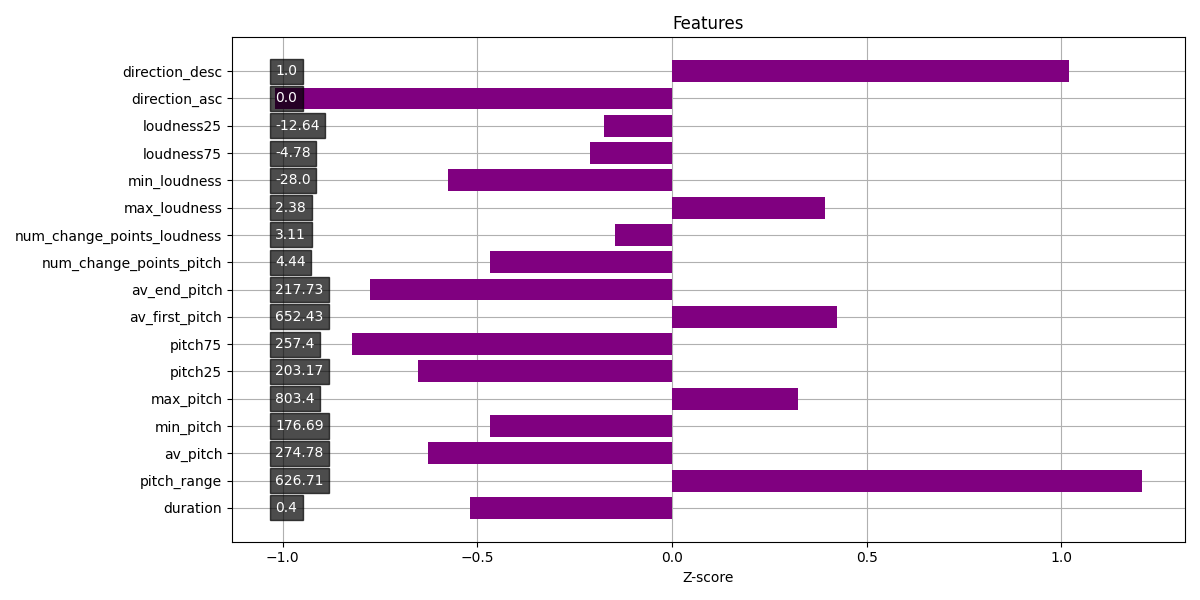 Features
direction_desc 1.0
direction_asc 0.0
loudness25 -12.64
loudness75 -4.78
min_loudness -28.0
max_loudness 2.38
num_change_points_loudness 3.11
num_change_points_pitch 4.44
av_end_pitch 217.73
av_first_pitch 652.43
pitch75 257.4
pitch25 203.17
max_pitch 803.4
min_pitch 176.69
av_pitch 274.78
pitch_range 626.71
duration 0.4
−1.0 −0.5 0.0 0.5 1.0
Z-score